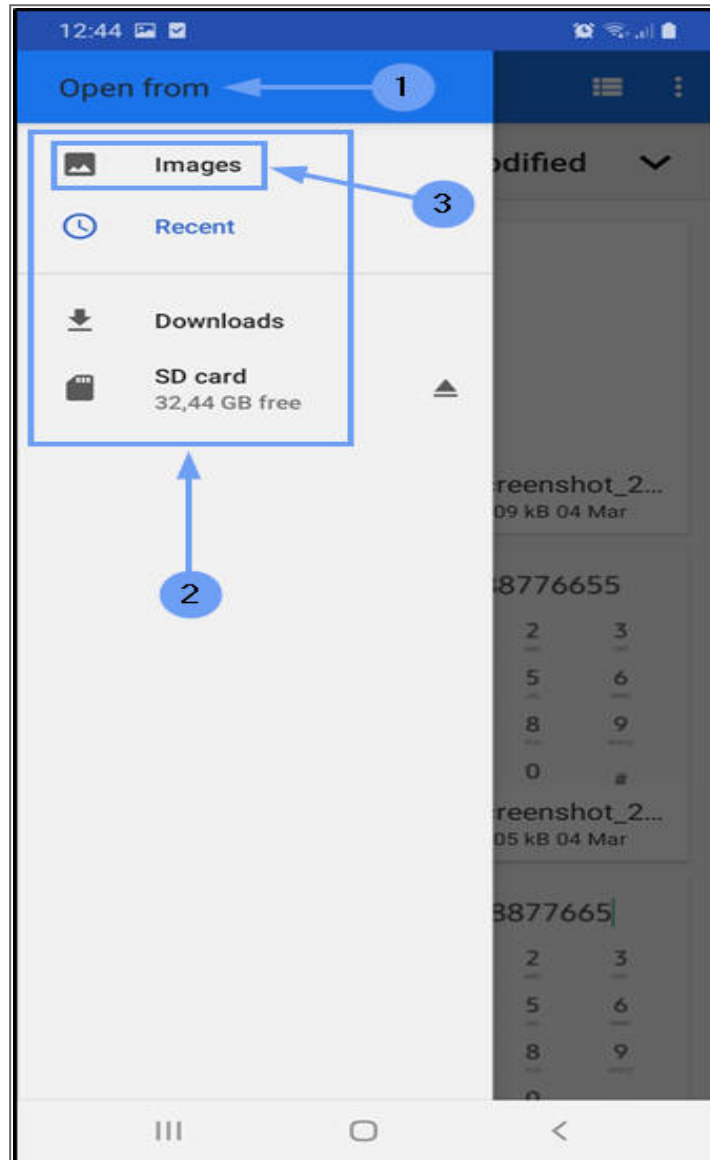 12:44
Open from
1
odified
Images
3
Recent
Downloads
SD card
32,44 GB free
2
reenshot_2...
09 kB 04 Mar
88776655
2 3
5 6
8 9
0 #
reenshot_2...
05 kB 04 Mar
8877665
2 3
5 6
8 9
0